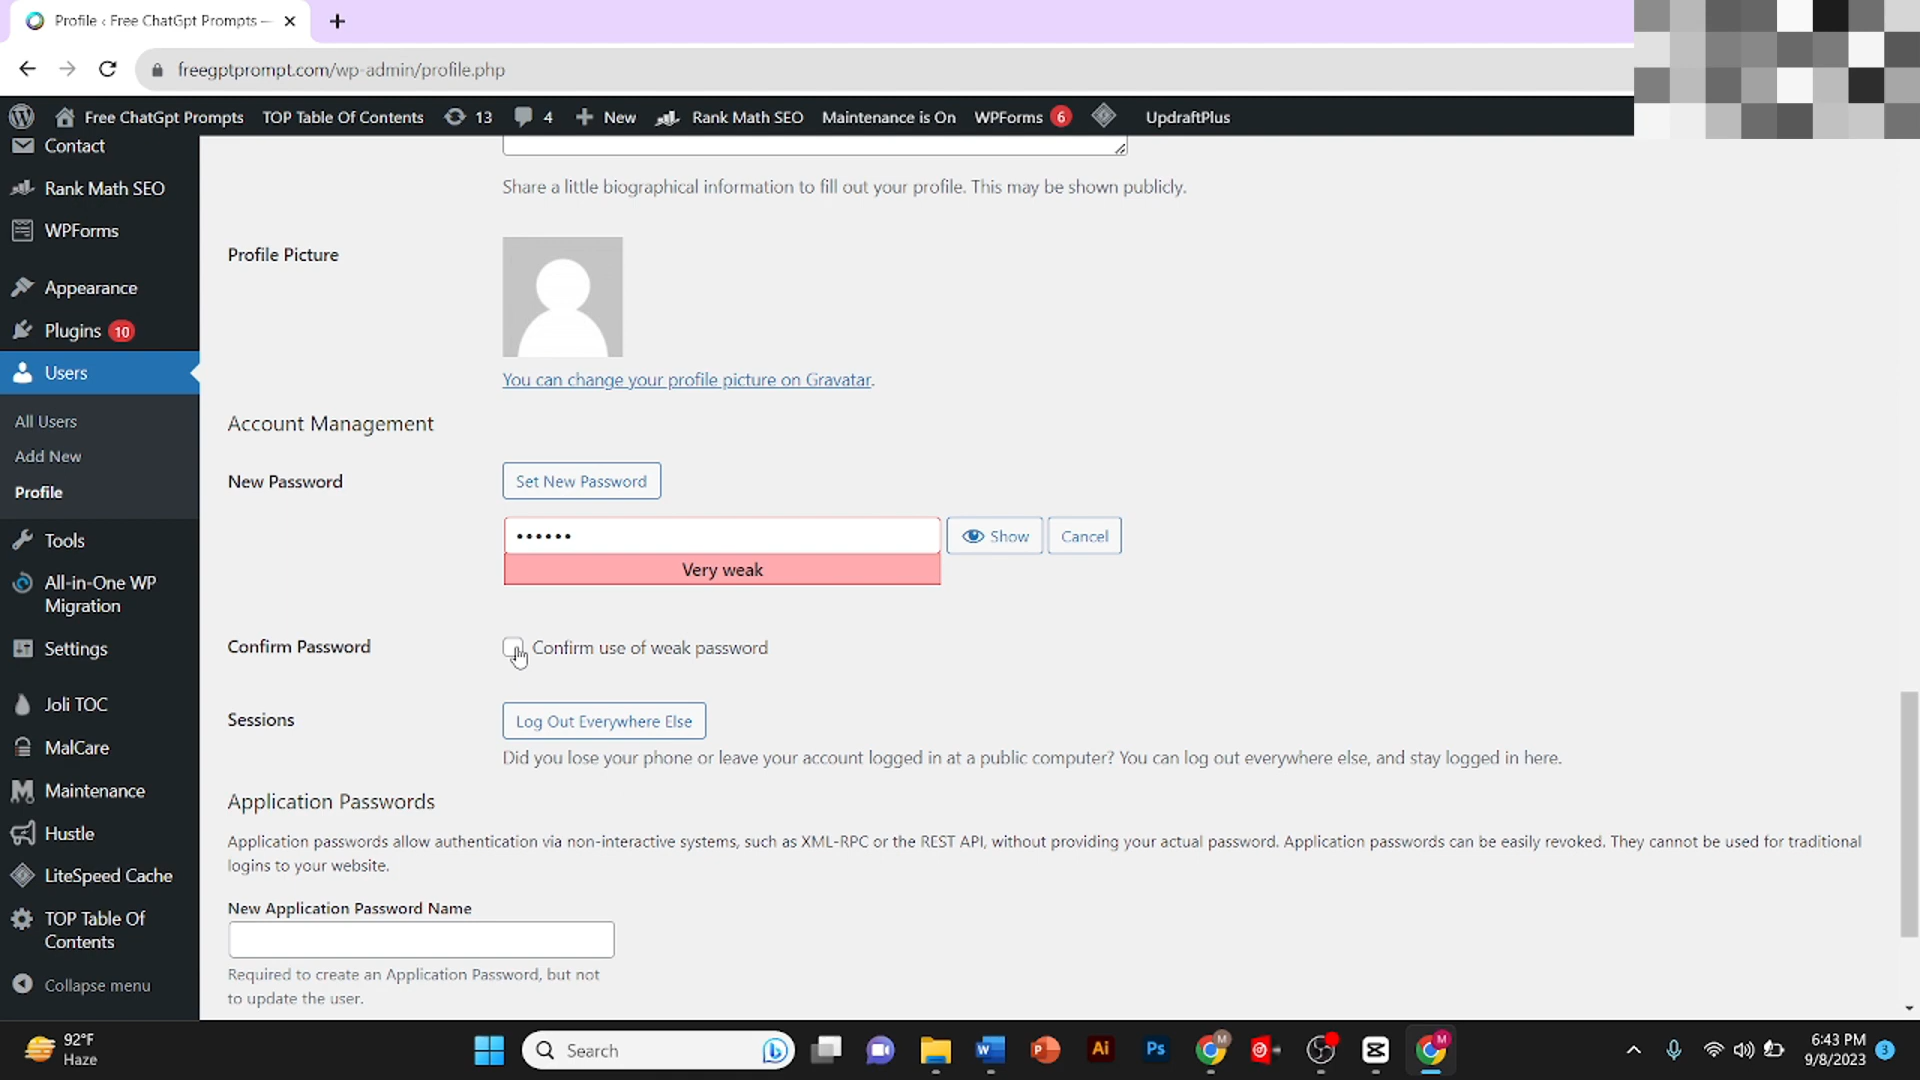 Profile ‹ Free ChatGpt Prompts —
freegptprompt.com/wp-admin/profile.php
Free ChatGpt Prompts TOP Table Of Contents 13 4 New Rank Math SEO Maintenance is On WPForms 6 UpdraftPlus
Contact
Rank Math SEO
WPForms
Appearance
Plugins 10
Users
All Users
Add New
Profile
Tools
All-in-One WP
Migration
Settings
Joli TOC
MalCare
Maintenance
Hustle
LiteSpeed Cache
TOP Table Of
Contents
Collapse menu
Share a little biographical information to fill out your profile. This may be shown publicly.
Profile Picture
You can change your profile picture on Gravatar.
Account Management
New Password
Set New Password
••••••
Show
Cancel
Very weak
Confirm Password
Confirm use of weak password
Sessions
Log Out Everywhere Else
Did you lose your phone or leave your account logged in at a public computer? You can log out everywhere else, and stay logged in here.
Application Passwords
Application passwords allow authentication via non-interactive systems, such as XML-RPC or the REST API, without providing your actual password. Application passwords can be easily revoked. They cannot be used for traditional
logins to your website.
New Application Password Name
Required to create an Application Password, but not
to update the user.
92°F
Haze
Search
Ai
Ps
6:43 PM
9/8/2023
3